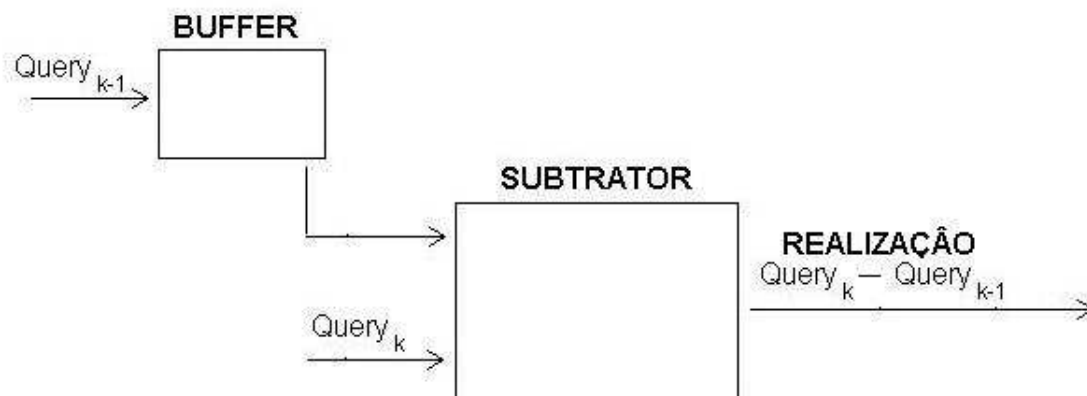 BUFFER
Query k-1
SUBTRATOR
REALIZAÇÂO
Query k — Query k-1
Query k